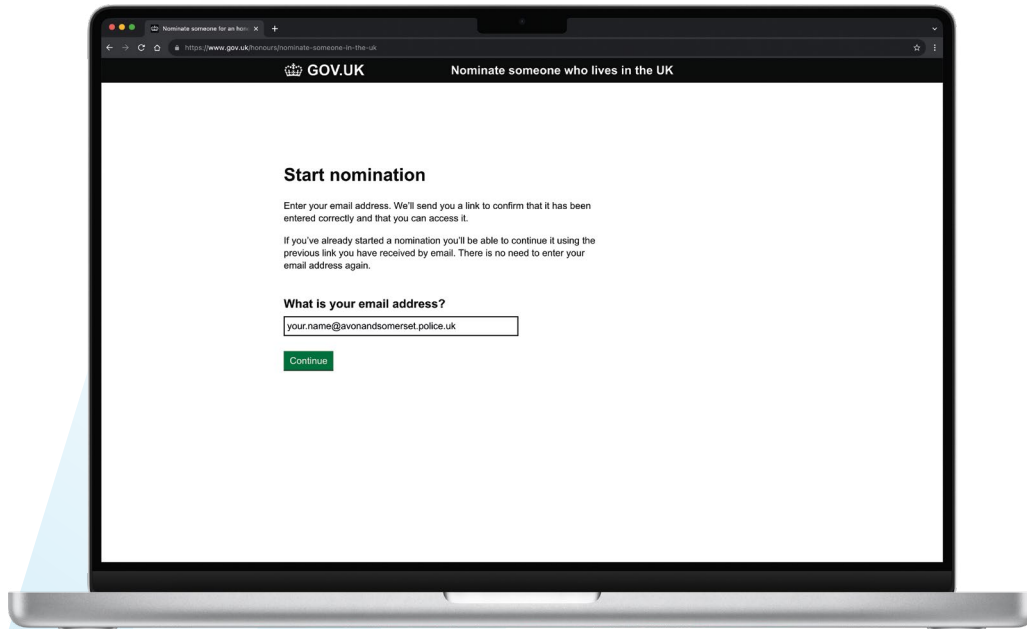 Nominate someone for an hono
https://www.gov.uk/honours/nominate-someone-in-the-uk
GOV.UK Nominate someone who lives in the UK
Start nomination
Enter your email address. We'll send you a link to confirm that it has been
entered correctly and that you can access it.
If you've already started a nomination you'll be able to continue it using the
previous link you have received by email. There is no need to enter your
email address again.
What is your email address?
your.name@avonandsomerset.police.uk
Continue